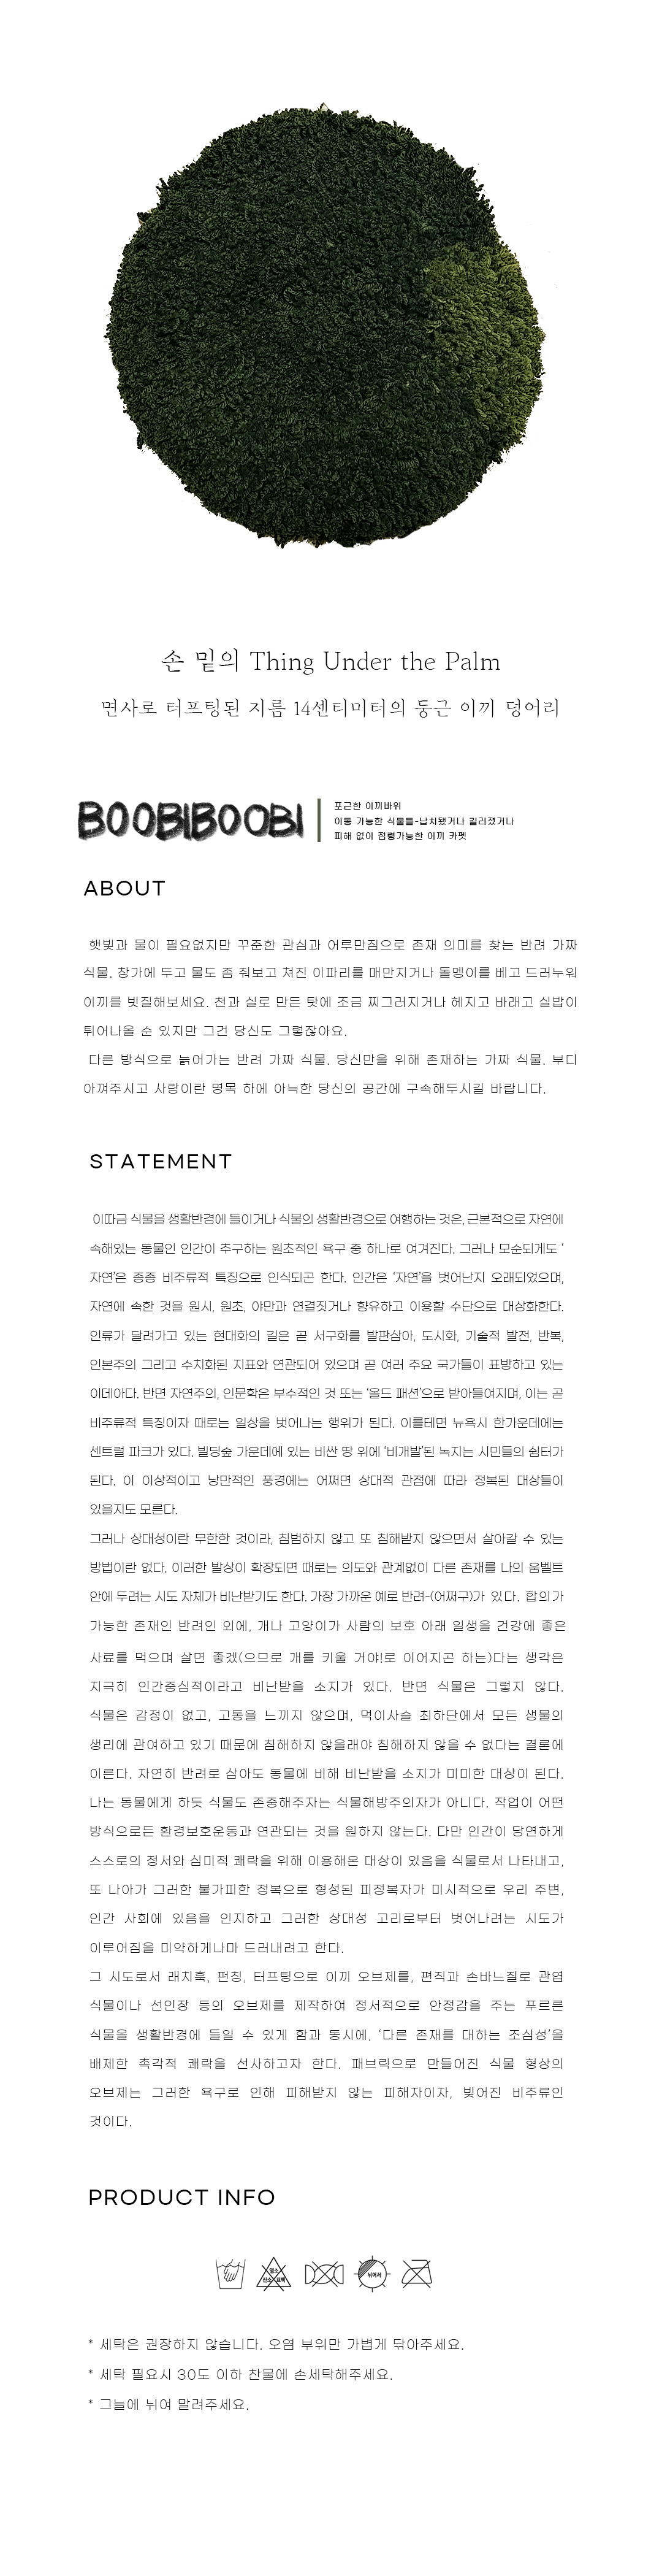 손 밑의 Thing Under the Palm
면사로 터프팅된 지름 14센티미터의 둥근 이끼 덩어리
BOOBIBOOBI
포근한 이끼바위
이동 가능한 식물들-납치됐거나 길러졌거나
피해 없이 점령가능한 이끼 카펫
ABOUT
햇빛과 물이 필요없지만 꾸준한 관심과 어루만짐으로 존재 의미를 찾는 반려 가짜
식물. 창가에 두고 물도 좀 줘보고 쳐진 이파리를 매만지거나 돌멩이를 베고 드러누워
이끼를 빗질해보세요. 천과 실로 만든 탓에 조금 찌그러지거나 헤지고 바래고 실밥이
튀어나올 순 있지만 그건 당신도 그렇잖아요.
다른 방식으로 늙어가는 반려 가짜 식물. 당신만을 위해 존재하는 가짜 식물. 부디
아껴주시고 사랑이란 명목 하에 아늑한 당신의 공간에 구속해두시길 바랍니다.
STATEMENT
이따금 식물을 생활반경에 들이거나 식물의 생활반경으로 여행하는 것은, 근본적으로 자연에
속해있는 동물인 인간이 추구하는 원초적인 욕구 중 하나로 여겨진다. 그러나 모순되게도 ‘
자연’은 종종 비주류적 특징으로 인식되곤 한다. 인간은 ‘자연’을 벗어난지 오래되었으며,
자연에 속한 것을 원시, 원초, 야만과 연결짓거나 향유하고 이용할 수단으로 대상화한다.
인류가 달려가고 있는 현대화의 길은 곧 서구화를 발판삼아, 도시화, 기술적 발전, 반복,
인본주의 그리고 수치화된 지표와 연관되어 있으며 곧 여러 주요 국가들이 표방하고 있는
이데아다. 반면 자연주의, 인문학은 부수적인 것 또는 ‘올드 패션’으로 받아들여지며, 이는 곧
비주류적 특징이자 때로는 일상을 벗어나는 행위가 된다. 이를테면 뉴욕시 한가운데에는
센트럴 파크가 있다. 빌딩숲 가운데에 있는 비싼 땅 위에 ‘비개발’된 녹지는 시민들의 쉼터가
된다. 이 이상적이고 낭만적인 풍경에는 어쩌면 상대적 관점에 따라 정복된 대상들이
있을지도 모른다.
그러나 상대성이란 무한한 것이라, 침범하지 않고 또 침해받지 않으면서 살아갈 수 있는
방법이란 없다. 이러한 발상이 확장되면 때로는 의도와 관계없이 다른 존재를 나의 움벨트
안에 두려는 시도 자체가 비난받기도 한다. 가장 가까운 예로 반려-(어쩌구)가 있다. 합의가
가능한 존재인 반려인 외에, 개나 고양이가 사람의 보호 아래 일생을 건강에 좋은
사료를 먹으며 살면 좋겠(으므로 개를 키울 거야!로 이어지곤 하는)다는 생각은
지극히 인간중심적이라고 비난받을 소지가 있다. 반면 식물은 그렇지 않다.
식물은 감정이 없고, 고통을 느끼지 않으며, 먹이사슬 최하단에서 모든 생물의
생리에 관여하고 있기 때문에 침해하지 않을래야 침해하지 않을 수 없다는 결론에
이른다. 자연히 반려로 삼아도 동물에 비해 비난받을 소지가 미미한 대상이 된다.
나는 동물에게 하듯 식물도 존중해주자는 식물해방주의자가 아니다. 작업이 어떤
방식으로든 환경보호운동과 연관되는 것을 원하지 않는다. 다만 인간이 당연하게
스스로의 정서와 심미적 쾌락을 위해 이용해온 대상이 있음을 식물로서 나타내고,
또 나아가 그러한 불가피한 정복으로 형성된 피정복자가 미시적으로 우리 주변,
인간 사회에 있음을 인지하고 그러한 상대성 고리로부터 벗어나려는 시도가
이루어짐을 미약하게나마 드러내려고 한다.
그 시도로서 래치훅, 펀칭, 터프팅으로 이끼 오브제를, 편직과 손바느질로 관엽
식물이나 선인장 등의 오브제를 제작하여 정서적으로 안정감을 주는 푸르른
식물을 생활반경에 들일 수 있게 함과 동시에, ‘다른 존재를 대하는 조심성’을
배제한 촉각적 쾌락을 선사하고자 한다. 패브릭으로 만들어진 식물 형상의
오브제는 그러한 욕구로 인해 피해받지 않는 피해자이자, 빚어진 비주류인
것이다.
PRODUCT INFO
뉘어서
* 세탁은 권장하지 않습니다. 오염 부위만 가볍게 닦아주세요.
* 세탁 필요시 30도 이하 찬물에 손세탁해주세요.
* 그늘에 뉘여 말려주세요.